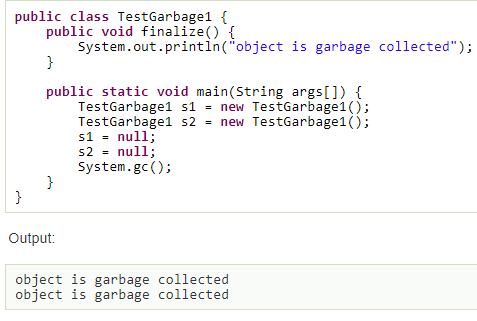 public class TestGarbage1 {
    public void finalize() {
        System.out.println("object is garbage collected");
    }
    public static void main(String args[]) {
        TestGarbage1 s1 = new TestGarbage1();
        TestGarbage1 s2 = new TestGarbage1();
        s1 = null;
        s2 = null;
        System.gc();
    }
}
Output:
object is garbage collected
object is garbage collected